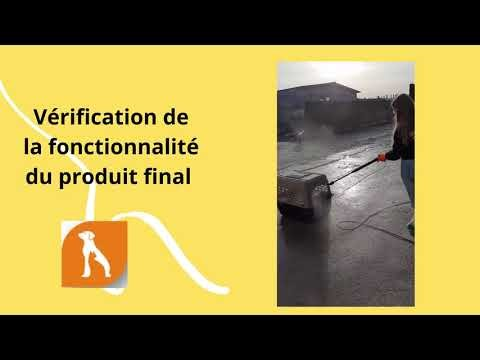 Vérification de
la fonctionnalité
du produit final